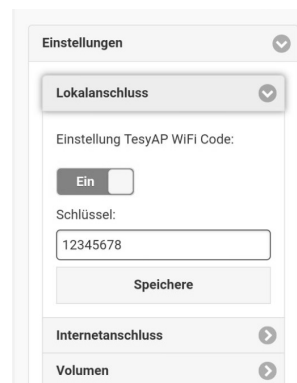 Einstellungen
Lokalanschluss
Einstellung TesyAP WiFi Code:
Ein
Schlüssel:
12345678
Speichere
Internetanschluss
Volumen